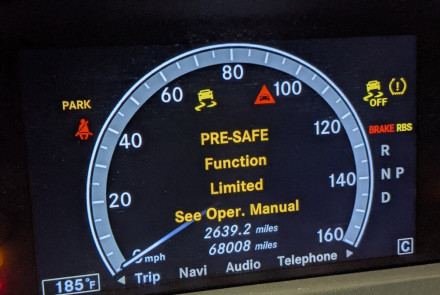 80
60
100
PARK
OFF
40
120
BRAKE RBS
PRE-SAFE
Function
Limited
See Oper. Manual
R
N P
D
20
140
2639.2 miles
68008 miles
0 mph
160
185°F
Trip Navi Audio Telephone
C